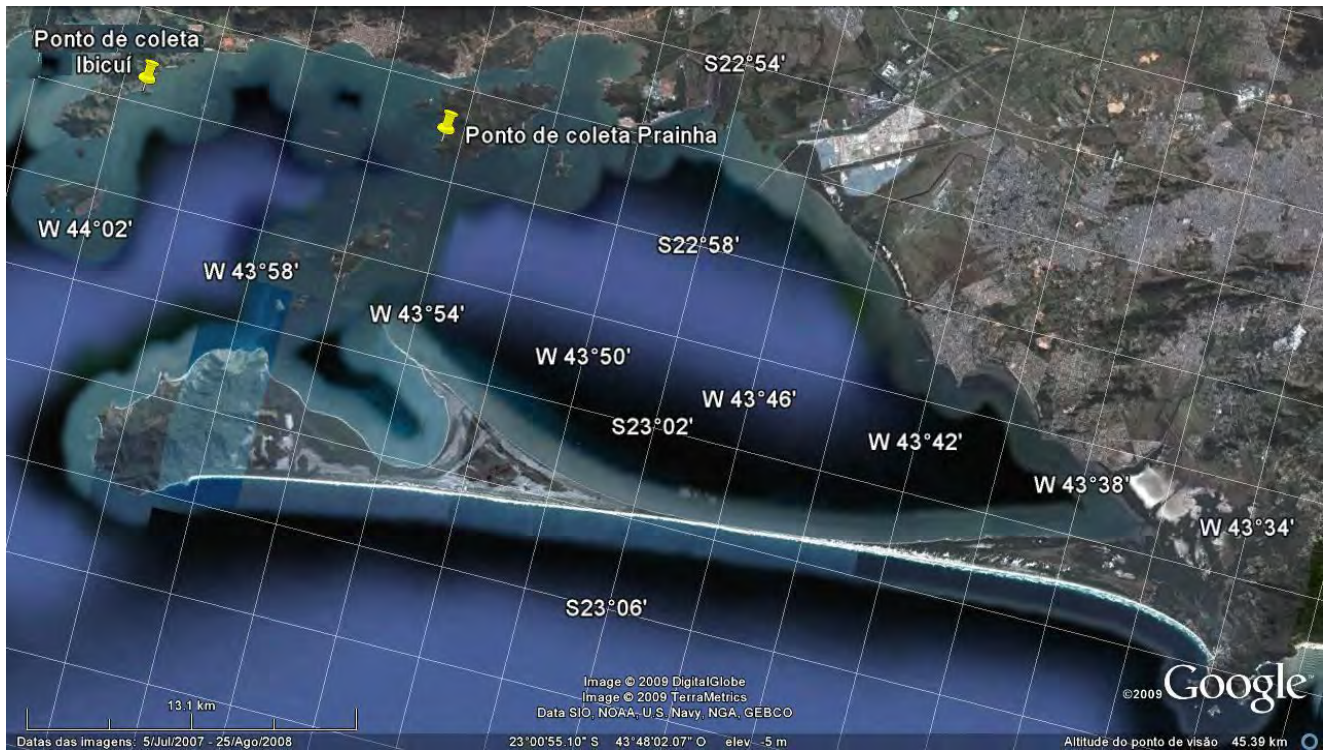 Ponto de coleta
Ibicuí
S22°54'
Ponto de coleta Prainha
W 44°02'
S22°58'
W 43°58'
W 43°54'
W 43°50'
W 43°46'
S23°02'
W 43°42'
W 43°38'
W 43°34'
S23°06'
Image © 2009 DigitalGlobe
Image © 2009 TerraMetrics
Data SIO, NOAA, U.S. Navy, NGA, GEBCO
©2009 Google
13.1 km
Datas das imagens: 5/Jul/2007 - 25/Ago/2008
23°00'55.10" S 43°48'02.07" O elev -5 m
Altitude do ponto de visão 45.39 km